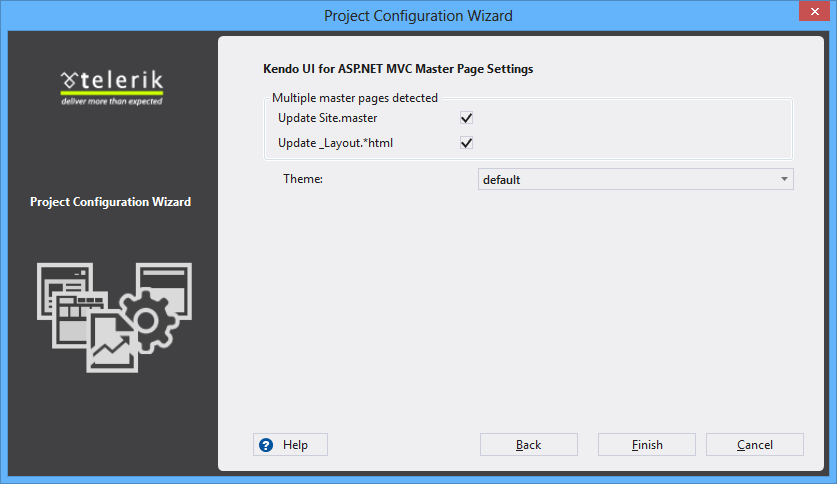 Project Configuration Wizard
telerik
deliver more than expected
Project Configuration Wizard
Kendo UI for ASP.NET MVC Master Page Settings
Multiple master pages detected
Update Site.master
Update _Layout.*html
Theme: default
Help Back Finish Cancel